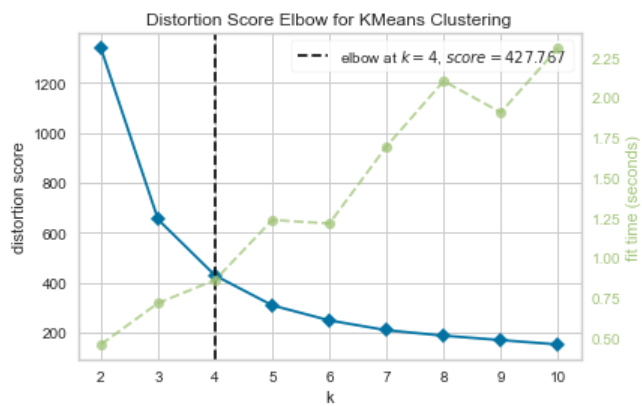 Distortion Score Elbow for KMeans Clustering
elbow at k = 4, score = 427.767
distortion score
1200
1000
800
600
400
200
2.25
2.00
1.75
1.50
1.25
1.00
0.75
0.50
fit time (seconds)
2 3 4 5 6 7 8 9 10
k